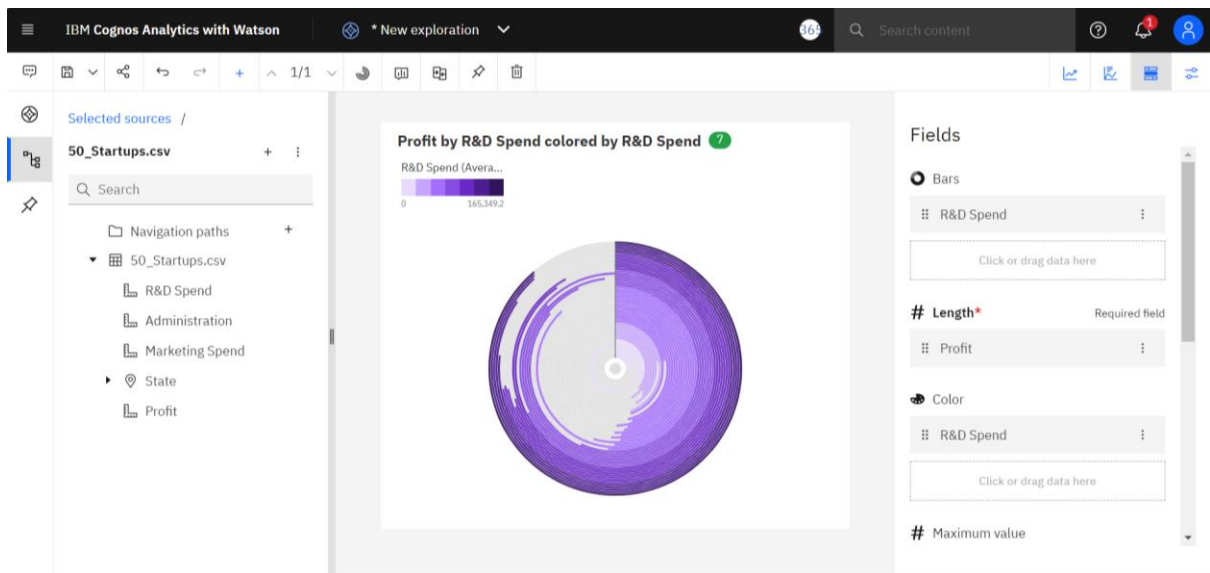 IBM Cognos Analytics with Watson
* New exploration
365
Search content
1
1/1
Selected sources /
50_Startups.csv
Search
Navigation paths
50_Startups.csv
R&D Spend
Administration
Marketing Spend
State
Profit
Profit by R&D Spend colored by R&D Spend 7
R&D Spend (Avera...
0 165,349.2
Fields
Bars
R&D Spend
Click or drag data here
# Length* Required field
Profit
Color
R&D Spend
Click or drag data here
# Maximum value